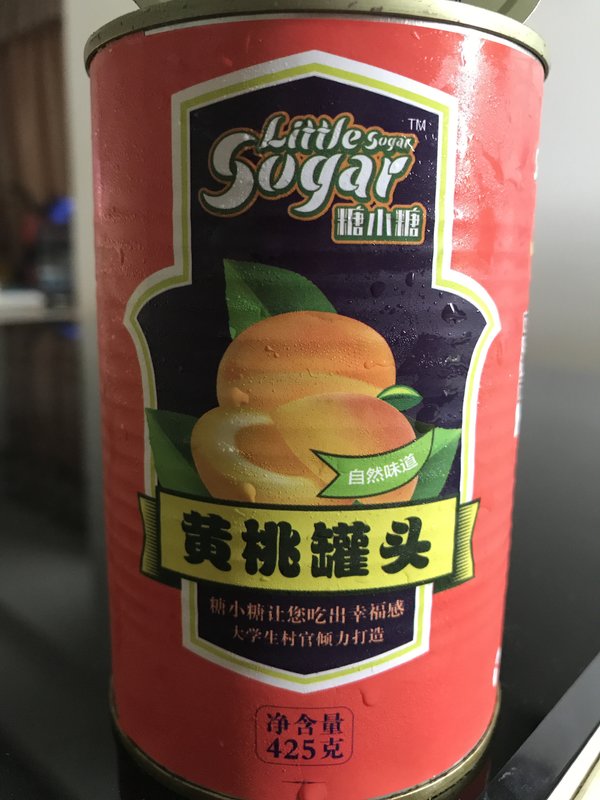 Little Sugar
Sogar
TM
糖小糖
自然味道
黄桃罐头
糖小糖让您吃出幸福感
大学生村官倾力打造
净含量
425克